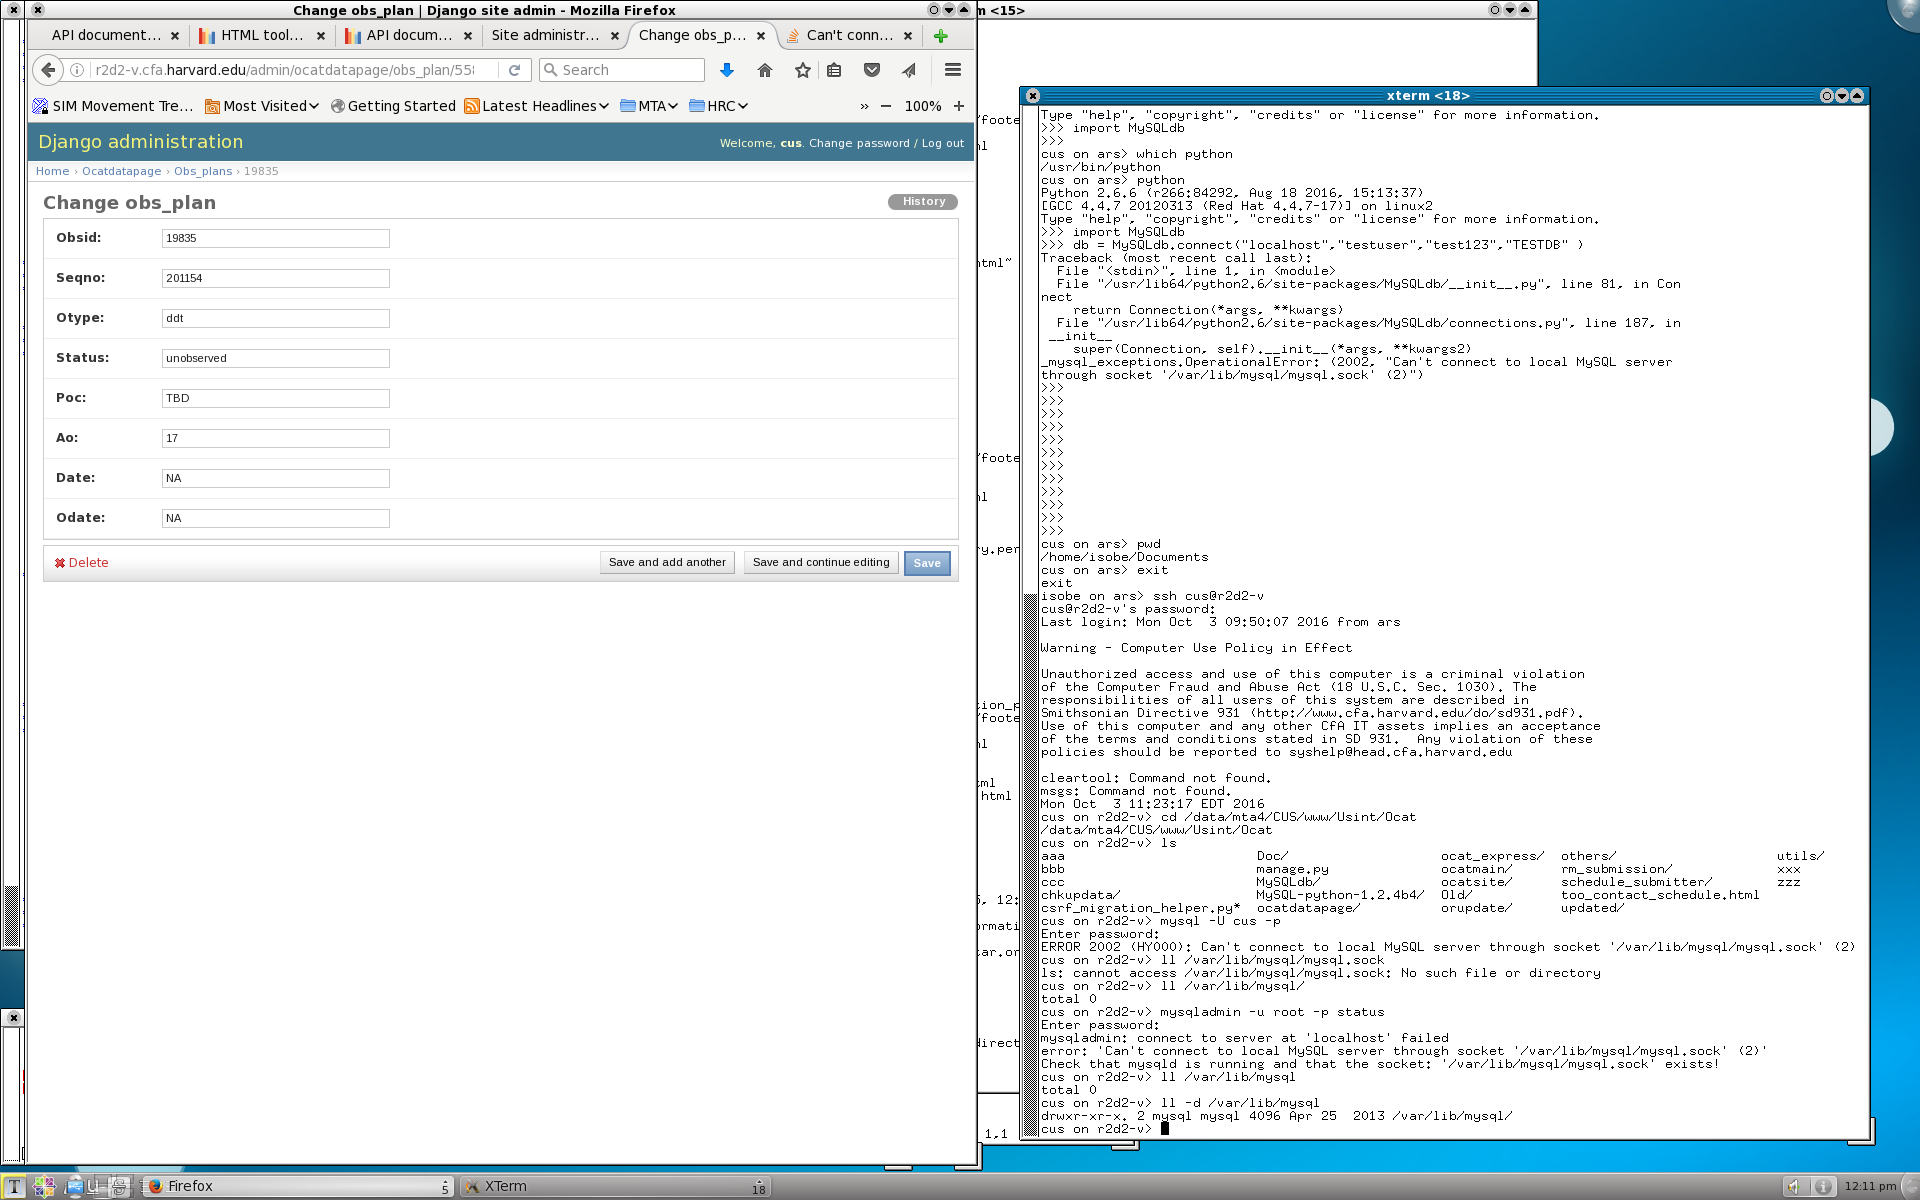 Change obs_plan | Django site admin - Mozilla Firefox
API document...
HTML tool...
API docum...
Site administr...
Change obs_p...
Can't conn...
r2d2-v.cfa.harvard.edu/admin/ocatdatapage/obs_plan/55
Search
SIM Movement Tre...
Most Visited
Getting Started
Latest Headlines
MTA
HRC
» − 100% +
Django administration
Welcome, cus. Change password / Log out
Home › Ocatdatapage › Obs_plans › 19835
Change obs_plan
History
Obsid: 19835
Seqno: 201154
Otype: ddt
Status: unobserved
Poc: TBD
Ao: 17
Date: NA
Odate: NA
Delete
Save and add another
Save and continue editing
Save
<15>
/foote
html~
/foote
y.per
tion_p
/foote
html
5, 12:
ormati
tar.or
direct
1,1
xterm <18>
Type "help", "copyright", "credits" or "license" for more information.
>>> import MySQLdb
>>>
cus on ars> which python
/usr/bin/python
cus on ars> python
Python 2.6.6 (r266:84292, Aug 18 2016, 15:13:37)
[GCC 4.4.7 20120313 (Red Hat 4.4.7-17)] on linux2
Type "help", "copyright", "credits" or "license" for more information.
>>> import MySQLdb
>>> db = MySQLdb.connect("localhost","testuser","test123","TESTDB" )
Traceback (most recent call last):
  File "<stdin>", line 1, in <module>
  File "/usr/lib64/python2.6/site-packages/MySQLdb/__init__.py", line 81, in Con
nect
    return Connection(*args, **kwargs)
  File "/usr/lib64/python2.6/site-packages/MySQLdb/connections.py", line 187, in
 __init__
    super(Connection, self).__init__(*args, **kwargs2)
_mysql_exceptions.OperationalError: (2002, "Can't connect to local MySQL server
through socket '/var/lib/mysql/mysql.sock' (2)")
>>>
>>>
>>>
>>>
>>>
>>>
>>>
>>>
>>>
>>>
>>>
>>>
cus on ars> pwd
/home/isobe/Documents
cus on ars> exit
exit
isobe on ars> ssh cus@r2d2-v
cus@r2d2-v's password:
Last login: Mon Oct  3 09:50:07 2016 from ars
Warning - Computer Use Policy in Effect
Unauthorized access and use of this computer is a criminal violation
of the Computer Fraud and Abuse Act (18 U.S.C. Sec. 1030). The
responsibilities of all users of this system are described in
Smithsonian Directive 931 (http://www.cfa.harvard.edu/do/sd931.pdf).
Use of this computer and any other CfA IT assets implies an acceptance
of the terms and conditions stated in SD 931.  Any violation of these
policies should be reported to syshelp@head.cfa.harvard.edu
cleartool: Command not found.
msgs: Command not found.
Mon Oct  3 11:23:17 EDT 2016
cus on r2d2-v> cd /data/mta4/CUS/www/Usint/Ocat
/data/mta4/CUS/www/Usint/Ocat
cus on r2d2-v> ls
aaa Doc/ ocat_express/ others/ utils/
bbb manage.py ocatmain/ rm_submission/ xxx
ccc MySQLdb/ ocatsite/ schedule_submitter/ zzz
chkupdata/ MySQL-python-1.2.4b4/ Old/ too_contact_schedule.html
csrf_migration_helper.py* ocatdatapage/ orupdate/ updated/
cus on r2d2-v> mysql -U cus -p
Enter password:
ERROR 2002 (HY000): Can't connect to local MySQL server through socket '/var/lib/mysql/mysql.sock' (2)
cus on r2d2-v> ll /var/lib/mysql/mysql.sock
ls: cannot access /var/lib/mysql/mysql.sock: No such file or directory
cus on r2d2-v> ll /var/lib/mysql/
total 0
cus on r2d2-v> mysqladmin -u root -p status
Enter password:
mysqladmin: connect to server at 'localhost' failed
error: 'Can't connect to local MySQL server through socket '/var/lib/mysql/mysql.sock' (2)'
Check that mysqld is running and that the socket: '/var/lib/mysql/mysql.sock' exists!
cus on r2d2-v> ll /var/lib/mysql
total 0
cus on r2d2-v> ll -d /var/lib/mysql
drwxr-xr-x. 2 mysql mysql 4096 Apr 25  2013 /var/lib/mysql/
cus on r2d2-v>
Firefox 5
XTerm 18
12:11 pm